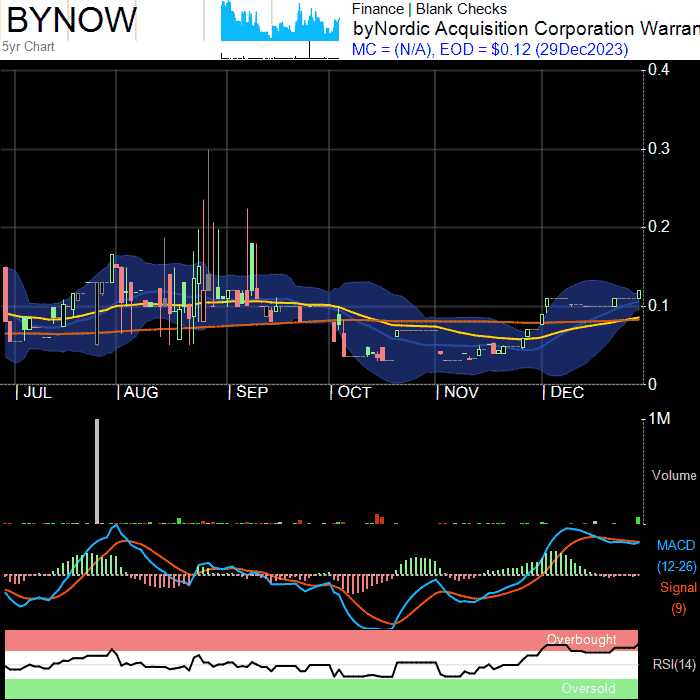 BYNOW
5yr Chart
Finance | Blank Checks
byNordic Acquisition Corporation Warran
MC = (N/A), EOD = $0.12 (29Dec2023)
0.4
0.3
0.2
0.1
0
JUL AUG SEP OCT NOV DEC
1M
Volume
MACD
(12-26)
Signal
(9)
Overbought
RSI(14)
Oversold